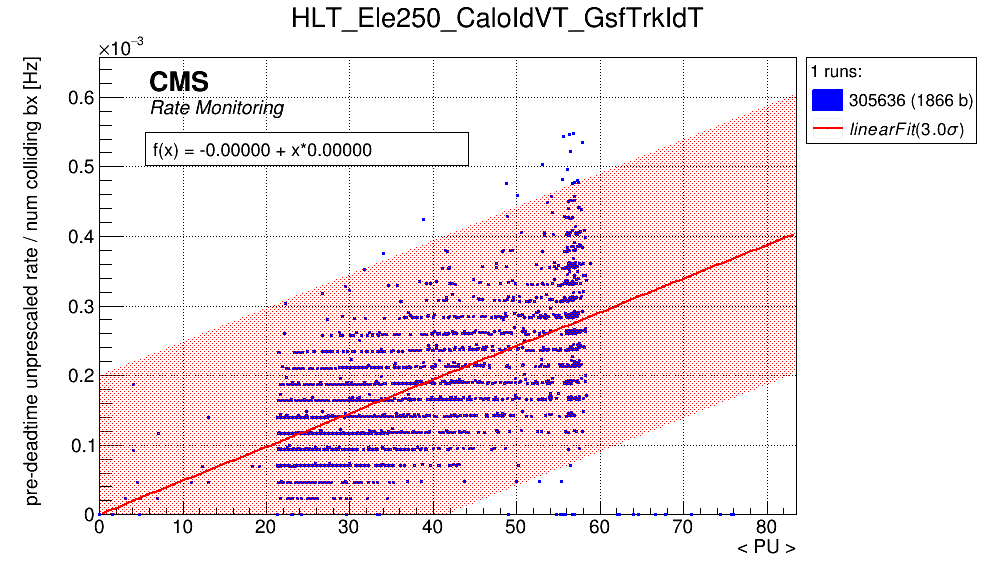 HLT_Ele250_CaloIdVT_GsfTrkIdT
×10⁻³
pre-deadtime unprescaled rate / num colliding bx [Hz]
CMS
Rate Monitoring
f(x) = -0.00000 + x*0.00000
1 runs:
305636 (1866 b)
linearFit(3.0σ)
0.6
0.5
0.4
0.3
0.2
0.1
0
0 10 20 30 40 50 60 70 80
< PU >